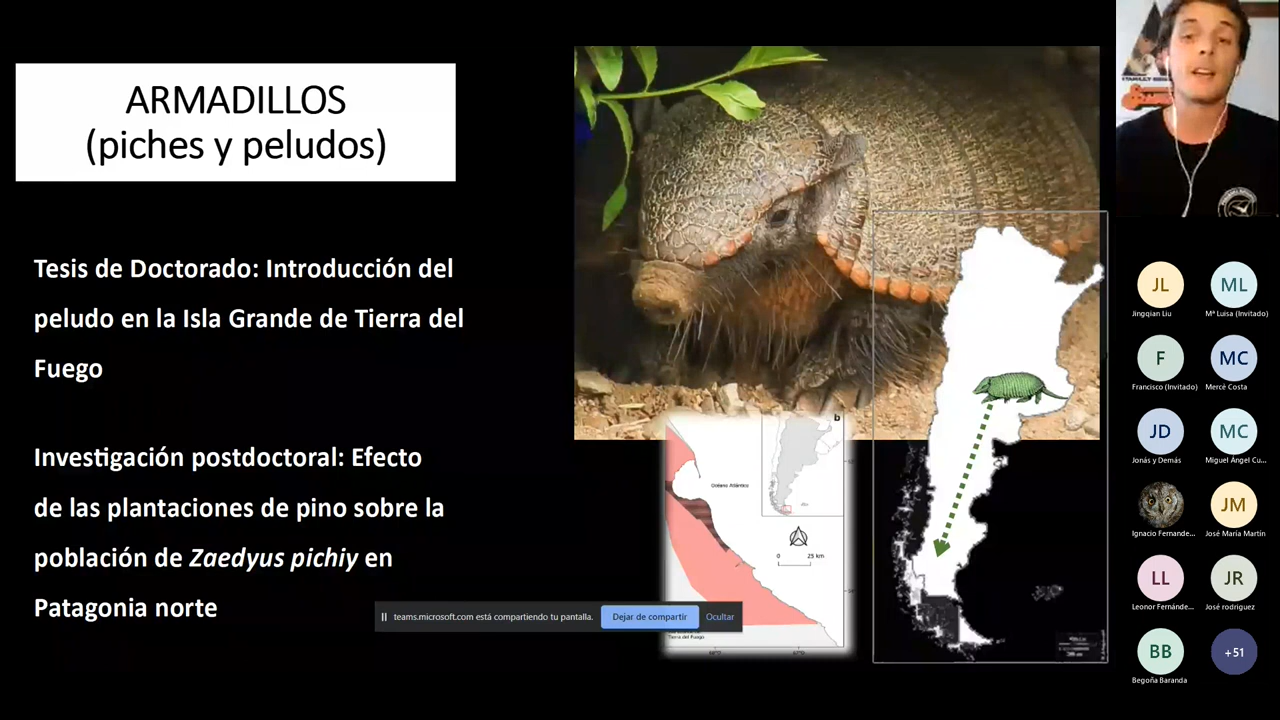 ARMADILLOS
(piches y peludos)
Tesis de Doctorado: Introducción del
peludo en la Isla Grande de Tierra del
Fuego
Investigación postdoctoral: Efecto
de las plantaciones de pino sobre la
población de Zaedyus pichiy en
Patagonia norte
b
Océano Atlántico
0 25 km
Tierra del Fuego
teams.microsoft.com está compartiendo tu pantalla.
Dejar de compartir
Ocultar
JL
Jingqian Liu
ML
Mª Luisa (Invitado)
F
Francisco (Invitado)
MC
Mercè Costa
JD
Jonás y Demás
MC
Miguel Ángel Cu...
Ignacio Fernande...
JM
José María Martín
LL
Leonor Fernánde...
JR
José rodriguez
BB
Begoña Baranda
+51